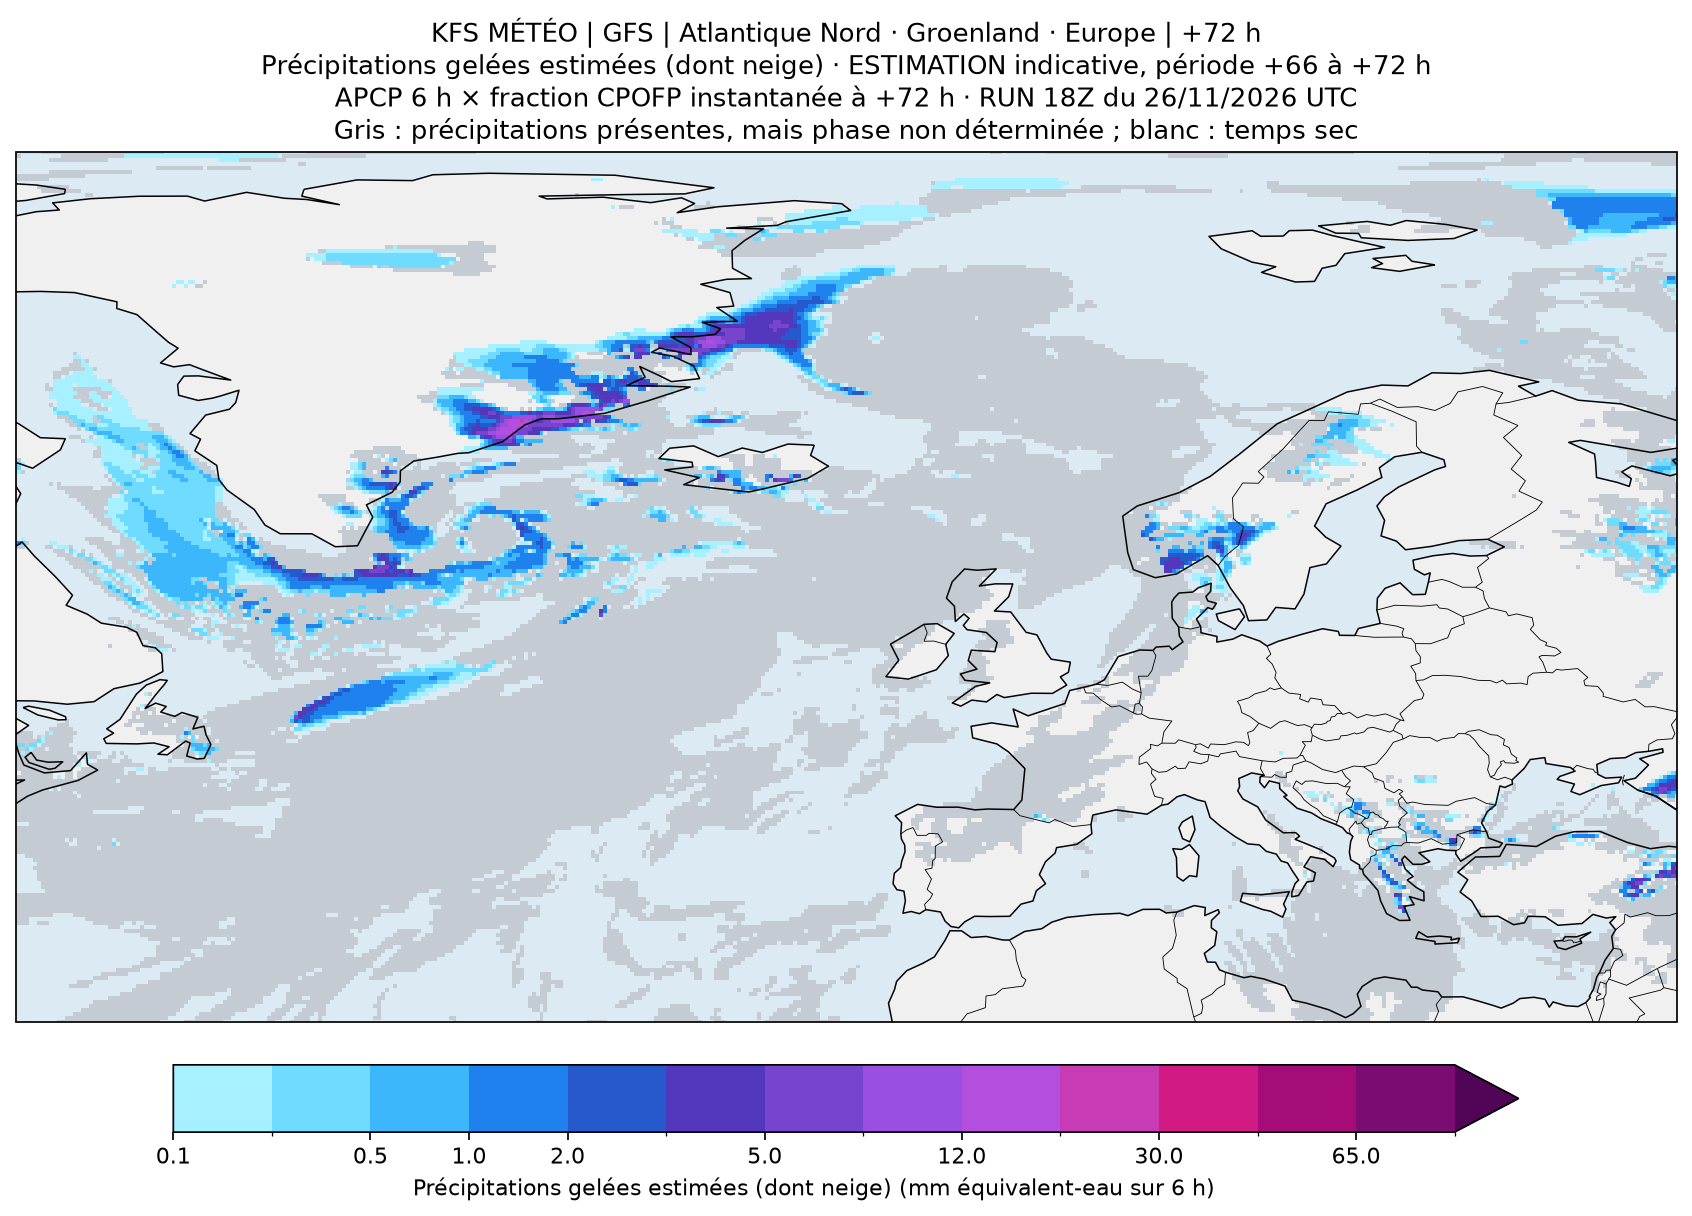 KFS MÉTÉO | GFS | Atlantique Nord · Groenland · Europe | +72 h
Précipitations gelées estimées (dont neige) · ESTIMATION indicative, période +66 à +72 h
APCP 6 h × fraction CPOFP instantanée à +72 h · RUN 18Z du 26/11/2026 UTC
Gris : précipitations présentes, mais phase non déterminée ; blanc : temps sec
0.1 0.5 1.0 2.0 5.0 12.0 30.0 65.0
Précipitations gelées estimées (dont neige) (mm équivalent-eau sur 6 h)